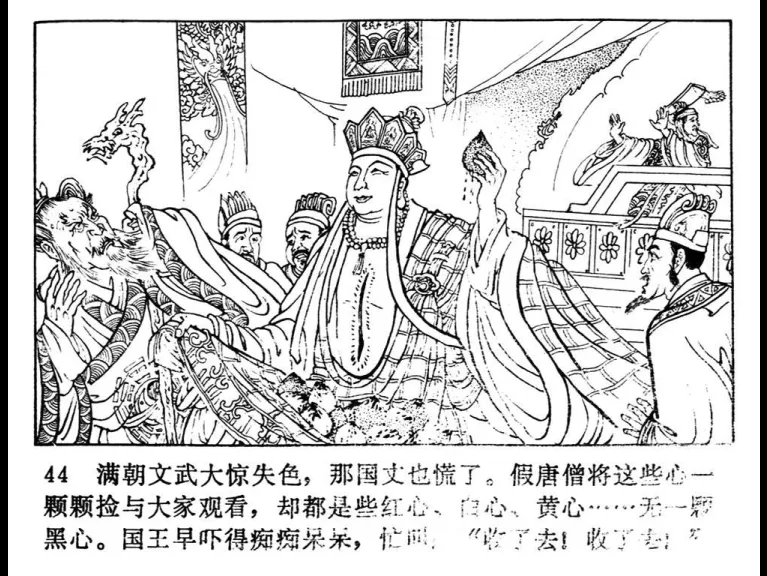 44 满朝文武大惊失色，那国丈也慌了。假唐僧将这些心一
颗颗捡与大家观看，却都是些红心、白心、黄心……无一颗
黑心。国王早吓得痴痴呆呆，忙叫：“收了去！收了去！”